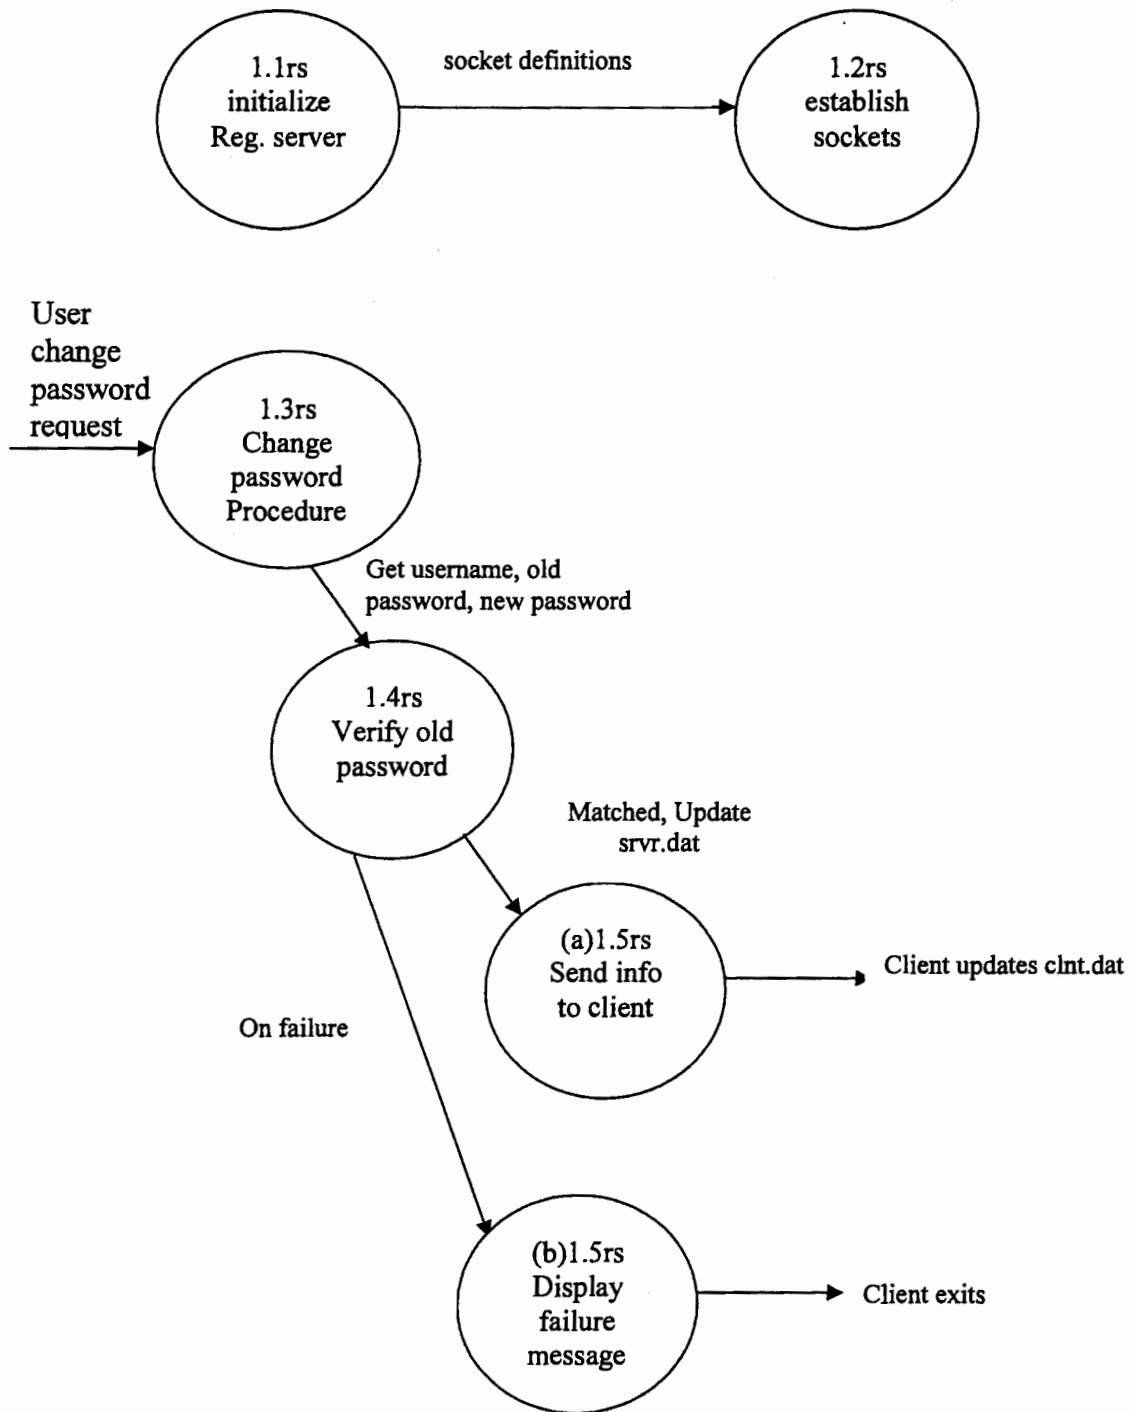 1.1rs
initialize
Reg. server
socket definitions
1.2rs
establish
sockets
User
change
password
request
1.3rs
Change
password
Procedure
Get username, old
password, new password
1.4rs
Verify old
password
Matched, Update
srvr.dat
(a)1.5rs
Send info
to client
Client updates clnt.dat
On failure
(b)1.5rs
Display
failure
message
Client exits